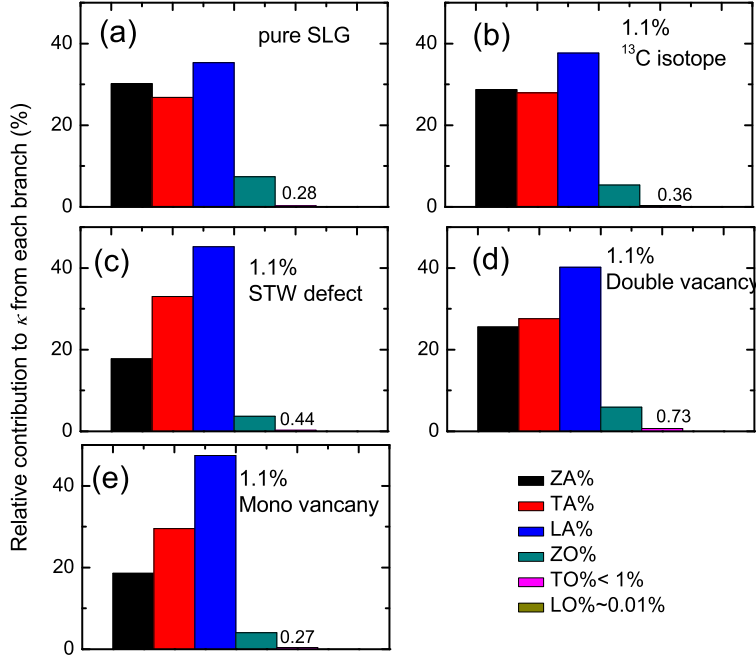 (a)
pure SLG
40
20
0
0.28
(b)
1.1%
¹³C isotope
40
20
0
0.36
(c)
1.1%
STW defect
40
20
0
0.44
(d)
1.1%
Double vacancy
40
20
0
0.73
(e)
1.1%
Mono vancany
40
20
0
0.27
Relative contribution to κ from each branch (%)
ZA%
TA%
LA%
ZO%
TO%< 1%
LO%~0.01%